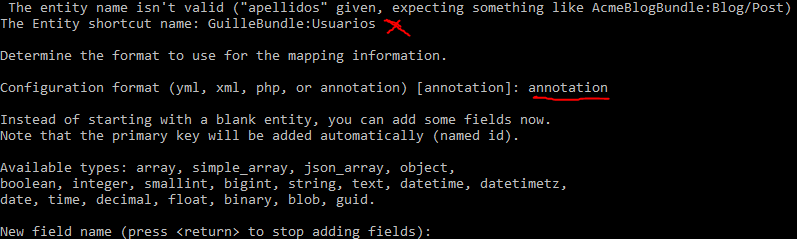 The entity name isn't valid ("apellidos" given, expecting something like AcmeBlogBundle:Blog/Post)
The Entity shortcut name: GuilleBundle:Usuarios
Determine the format to use for the mapping information.
Configuration format (yml, xml, php, or annotation) [annotation]: annotation
Instead of starting with a blank entity, you can add some fields now.
Note that the primary key will be added automatically (named id).
Available types: array, simple_array, json_array, object,
boolean, integer, smallint, bigint, string, text, datetime, datetimetz,
date, time, decimal, float, binary, blob, guid.
New field name (press <return> to stop adding fields):